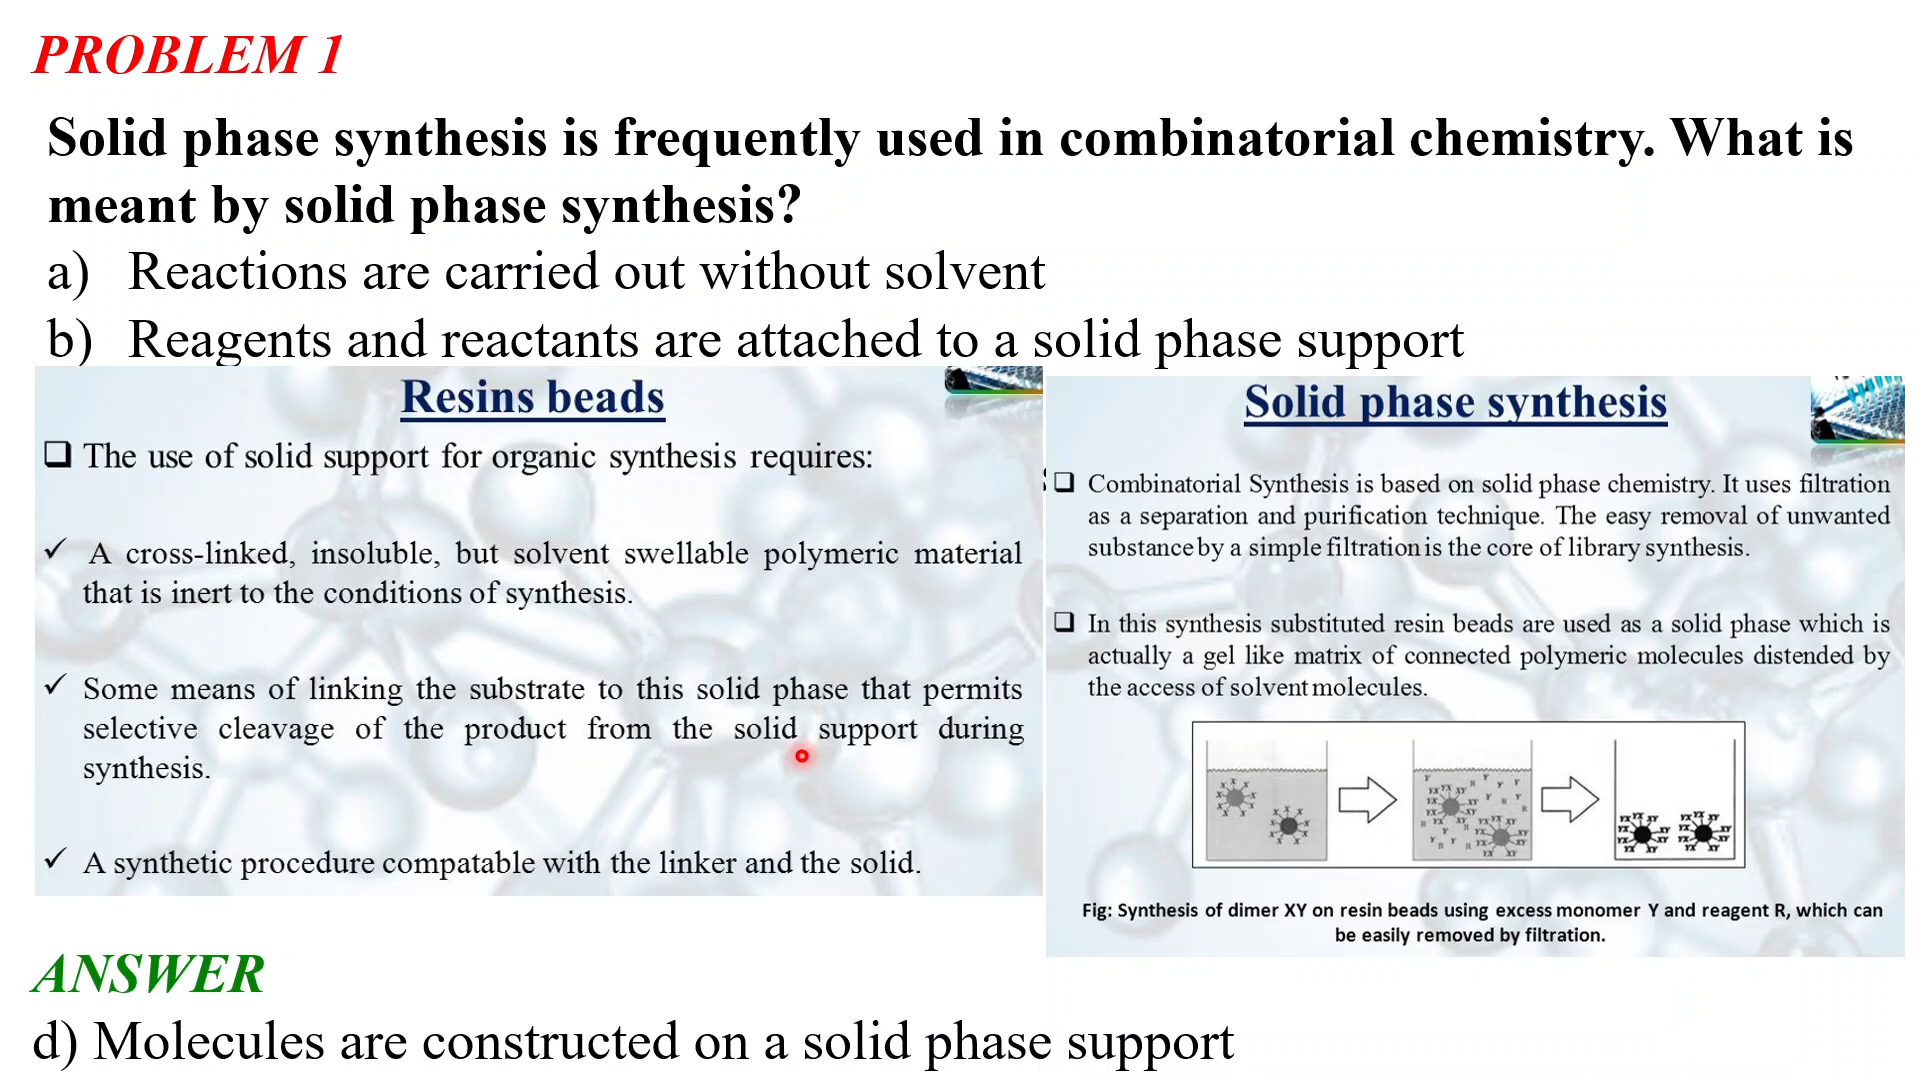 PROBLEM 1
Solid phase synthesis is frequently used in combinatorial chemistry. What is
meant by solid phase synthesis?
a) Reactions are carried out without solvent
b) Reagents and reactants are attached to a solid phase support
Resins beads
The use of solid support for organic synthesis requires:
A cross-linked, insoluble, but solvent swellable polymeric material
that is inert to the conditions of synthesis.
Some means of linking the substrate to this solid phase that permits
selective cleavage of the product from the solid support during
synthesis.
A synthetic procedure compatable with the linker and the solid.
Solid phase synthesis
Combinatorial Synthesis is based on solid phase chemistry. It uses filtration
as a separation and purification technique. The easy removal of unwanted
substance by a simple filtration is the core of library synthesis.
In this synthesis substituted resin beads are used as a solid phase which is
actually a gel like matrix of connected polymeric molecules distended by
the access of solvent molecules.
Fig: Synthesis of dimer XY on resin beads using excess monomer Y and reagent R, which can
be easily removed by filtration.
ANSWER
d) Molecules are constructed on a solid phase support